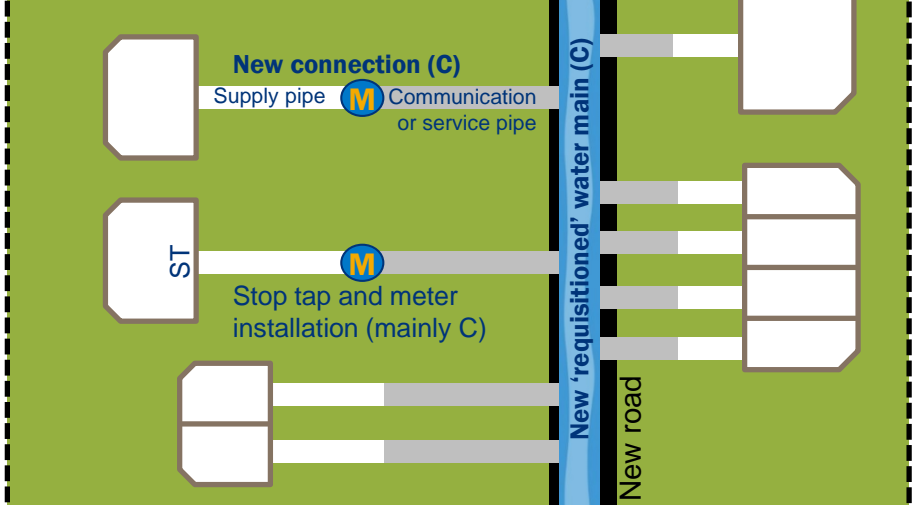 New connection (C)
Supply pipe
M
Communication
or service pipe
ST
M
Stop tap and meter
installation (mainly C)
New ‘requisitioned’ water main (C)
New road